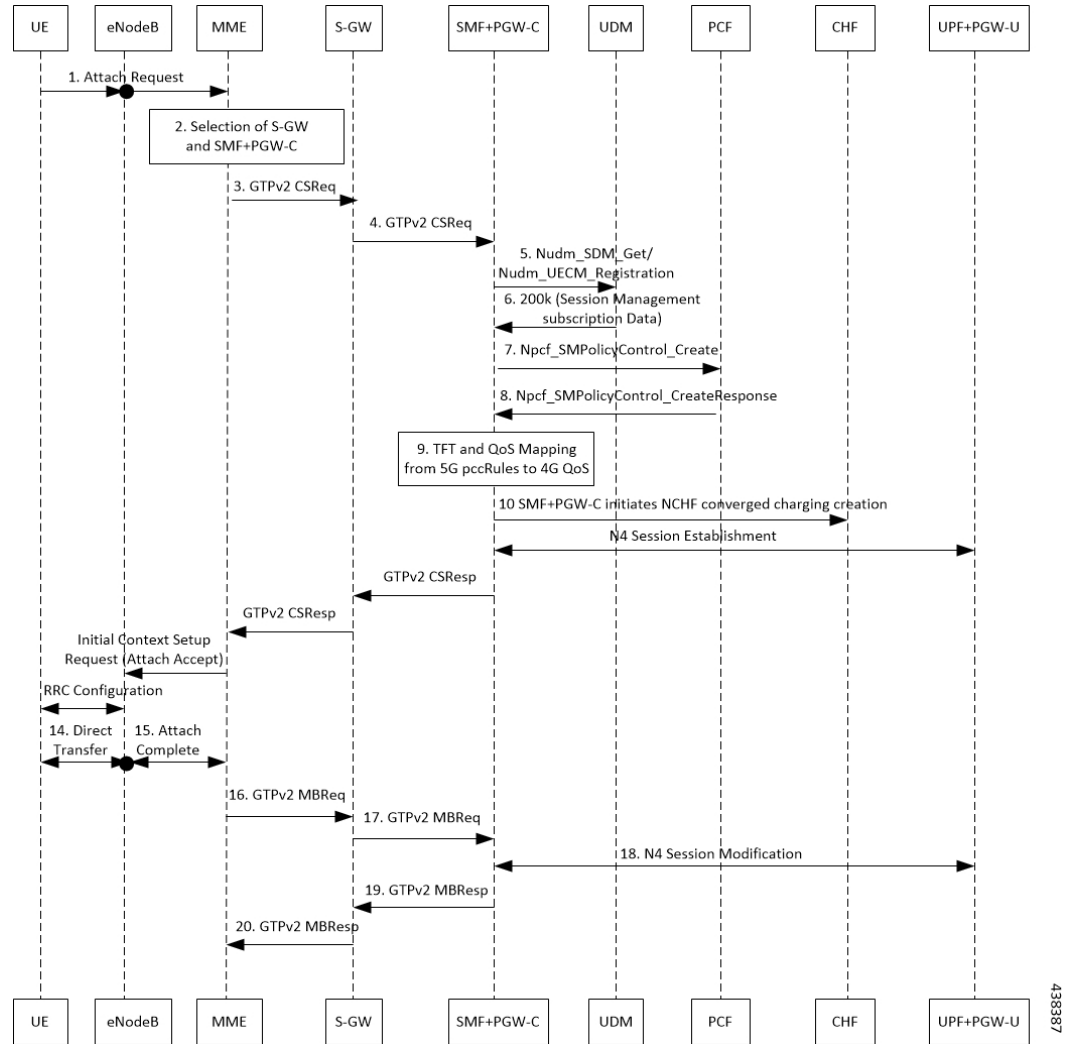 UE eNodeB MME S-GW SMF+PGW-C UDM PCF CHF UPF+PGW-U
1. Attach Request
2. Selection of S-GW
and SMF+PGW-C
3. GTPv2 CSReq
4. GTPv2 CSReq
5. Nudm_SDM_Get/
Nudm_UECM_Registration
6. 200k (Session Management
subscription Data)
7. Npcf_SMPolicyControl_Create
8. Npcf_SMPolicyControl_CreateResponse
9. TFT and QoS Mapping
from 5G pccRules to 4G QoS
10 SMF+PGW-C initiates NCHF converged charging creation
N4 Session Establishment
GTPv2 CSResp
GTPv2 CSResp
Initial Context Setup
Request (Attach Accept)
RRC Configuration
14. Direct
Transfer
15. Attach
Complete
16. GTPv2 MBReq
17. GTPv2 MBReq
18. N4 Session Modification
19. GTPv2 MBResp
20. GTPv2 MBResp
UE eNodeB MME S-GW SMF+PGW-C UDM PCF CHF UPF+PGW-U
438387